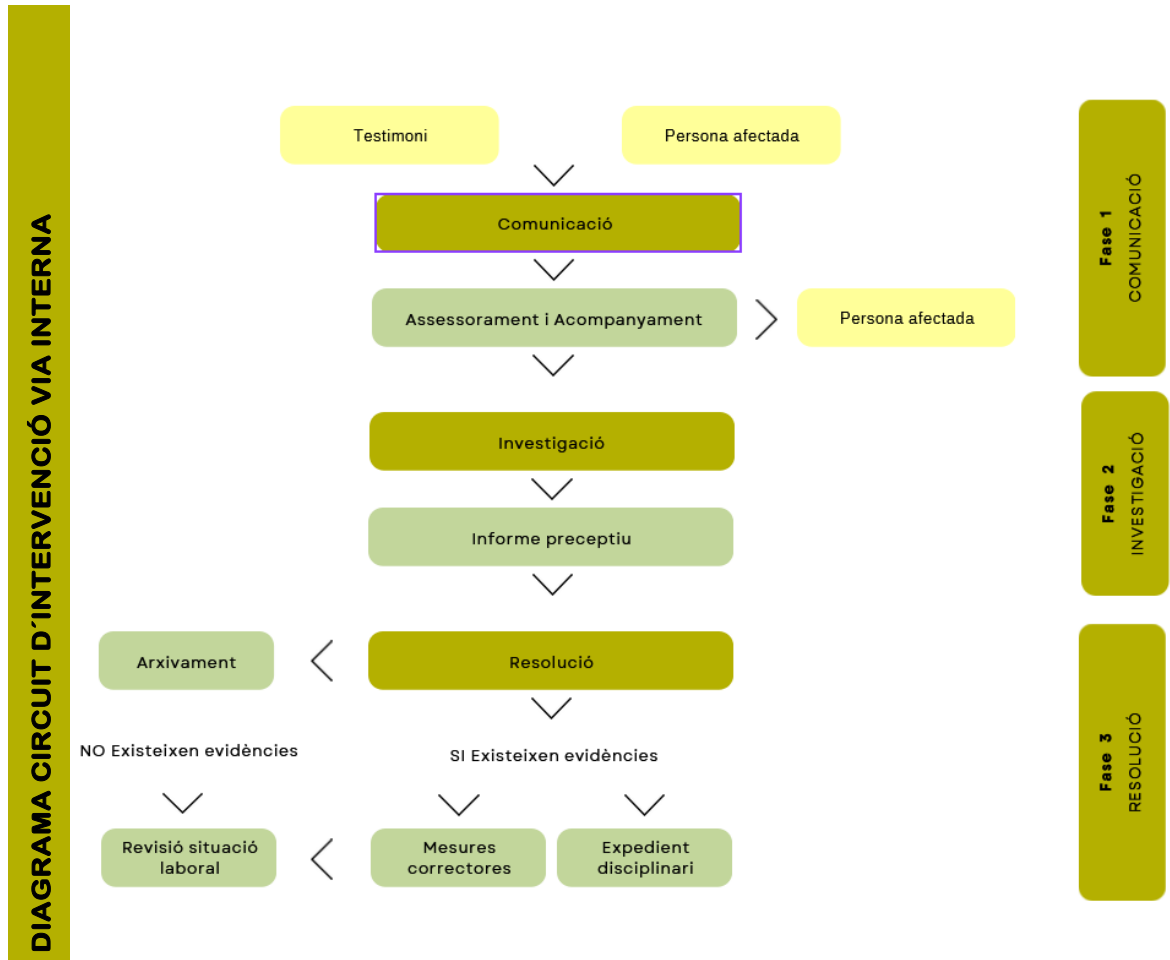 DIAGRAMA CIRCUIT D´INTERVENCIÓ VIA INTERNA
Testimoni
Persona afectada
Comunicació
Assessorament i Acompanyament
Persona afectada
Fase 1
COMUNICACIÓ
Investigació
Informe preceptiu
Fase 2
INVESTIGACIÓ
Arxivament
Resolució
NO Existeixen evidències
SI Existeixen evidències
Revisió situació
laboral
Mesures
correctores
Expedient
disciplinari
Fase 3
RESOLUCIÓ